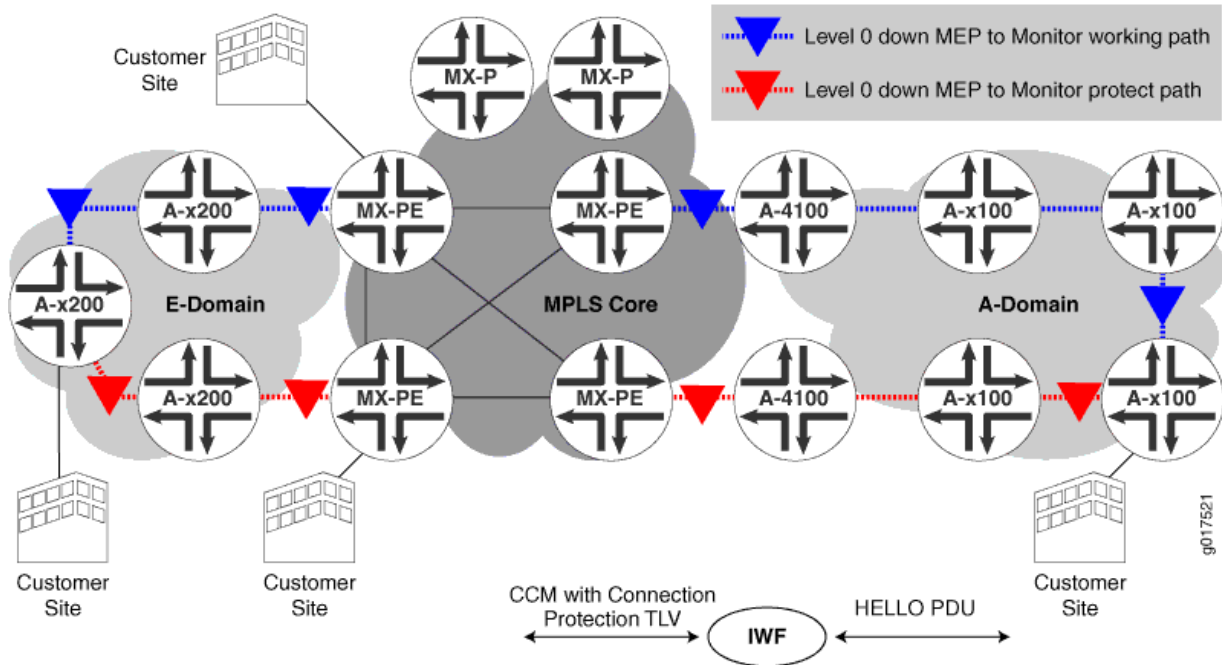 Customer
Site
MX-P
MX-P
Level 0 down MEP to Monitor working path
Level 0 down MEP to Monitor protect path
A-x200
MX-PE
MX-PE
A-4100
A-x100
A-x100
A-x200
E-Domain
MPLS Core
A-Domain
A-x200
MX-PE
MX-PE
A-4100
A-x100
A-x100
Customer
Site
Customer
Site
Customer
Site
g017521
CCM with Connection
Protection TLV
IWF
HELLO PDU